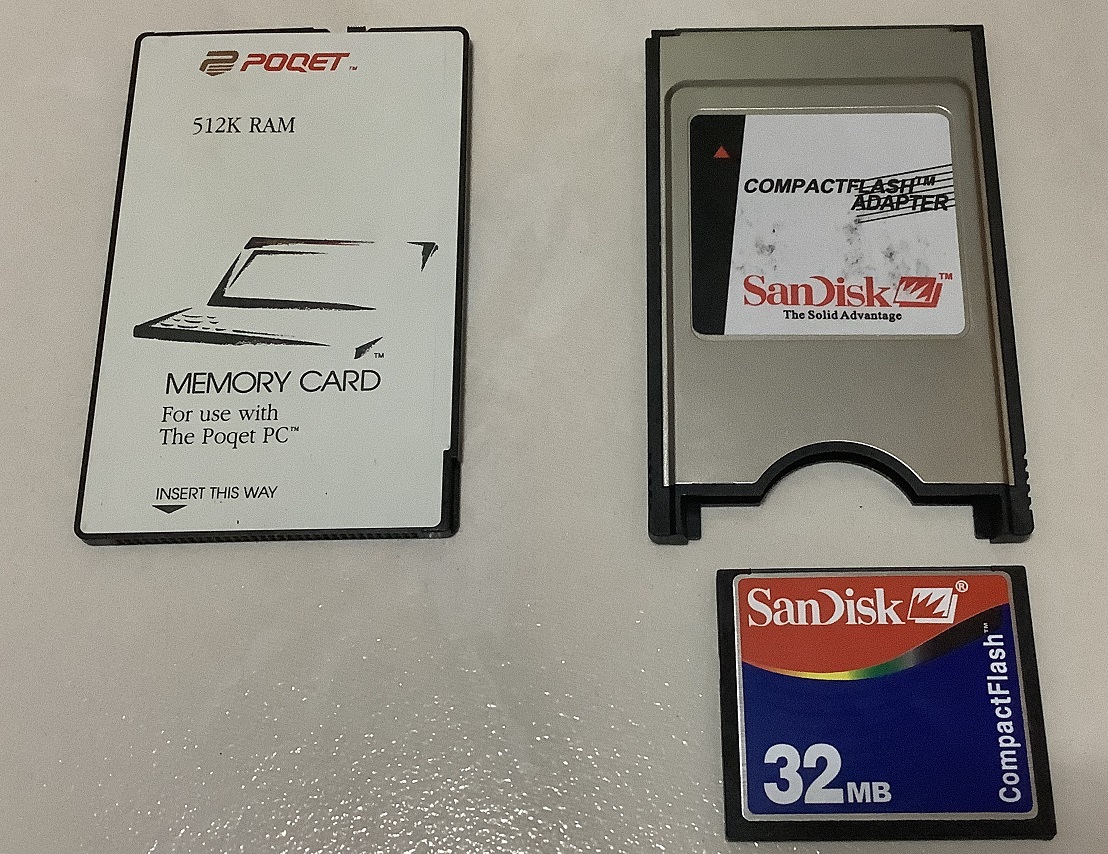 POQET™
512K RAM
™
MEMORY CARD
For use with
The Poqet PC™
INSERT THIS WAY
COMPACTFLASH™
ADAPTER
SanDisk™
The Solid Advantage
SanDisk®
CompactFlash™
32MB